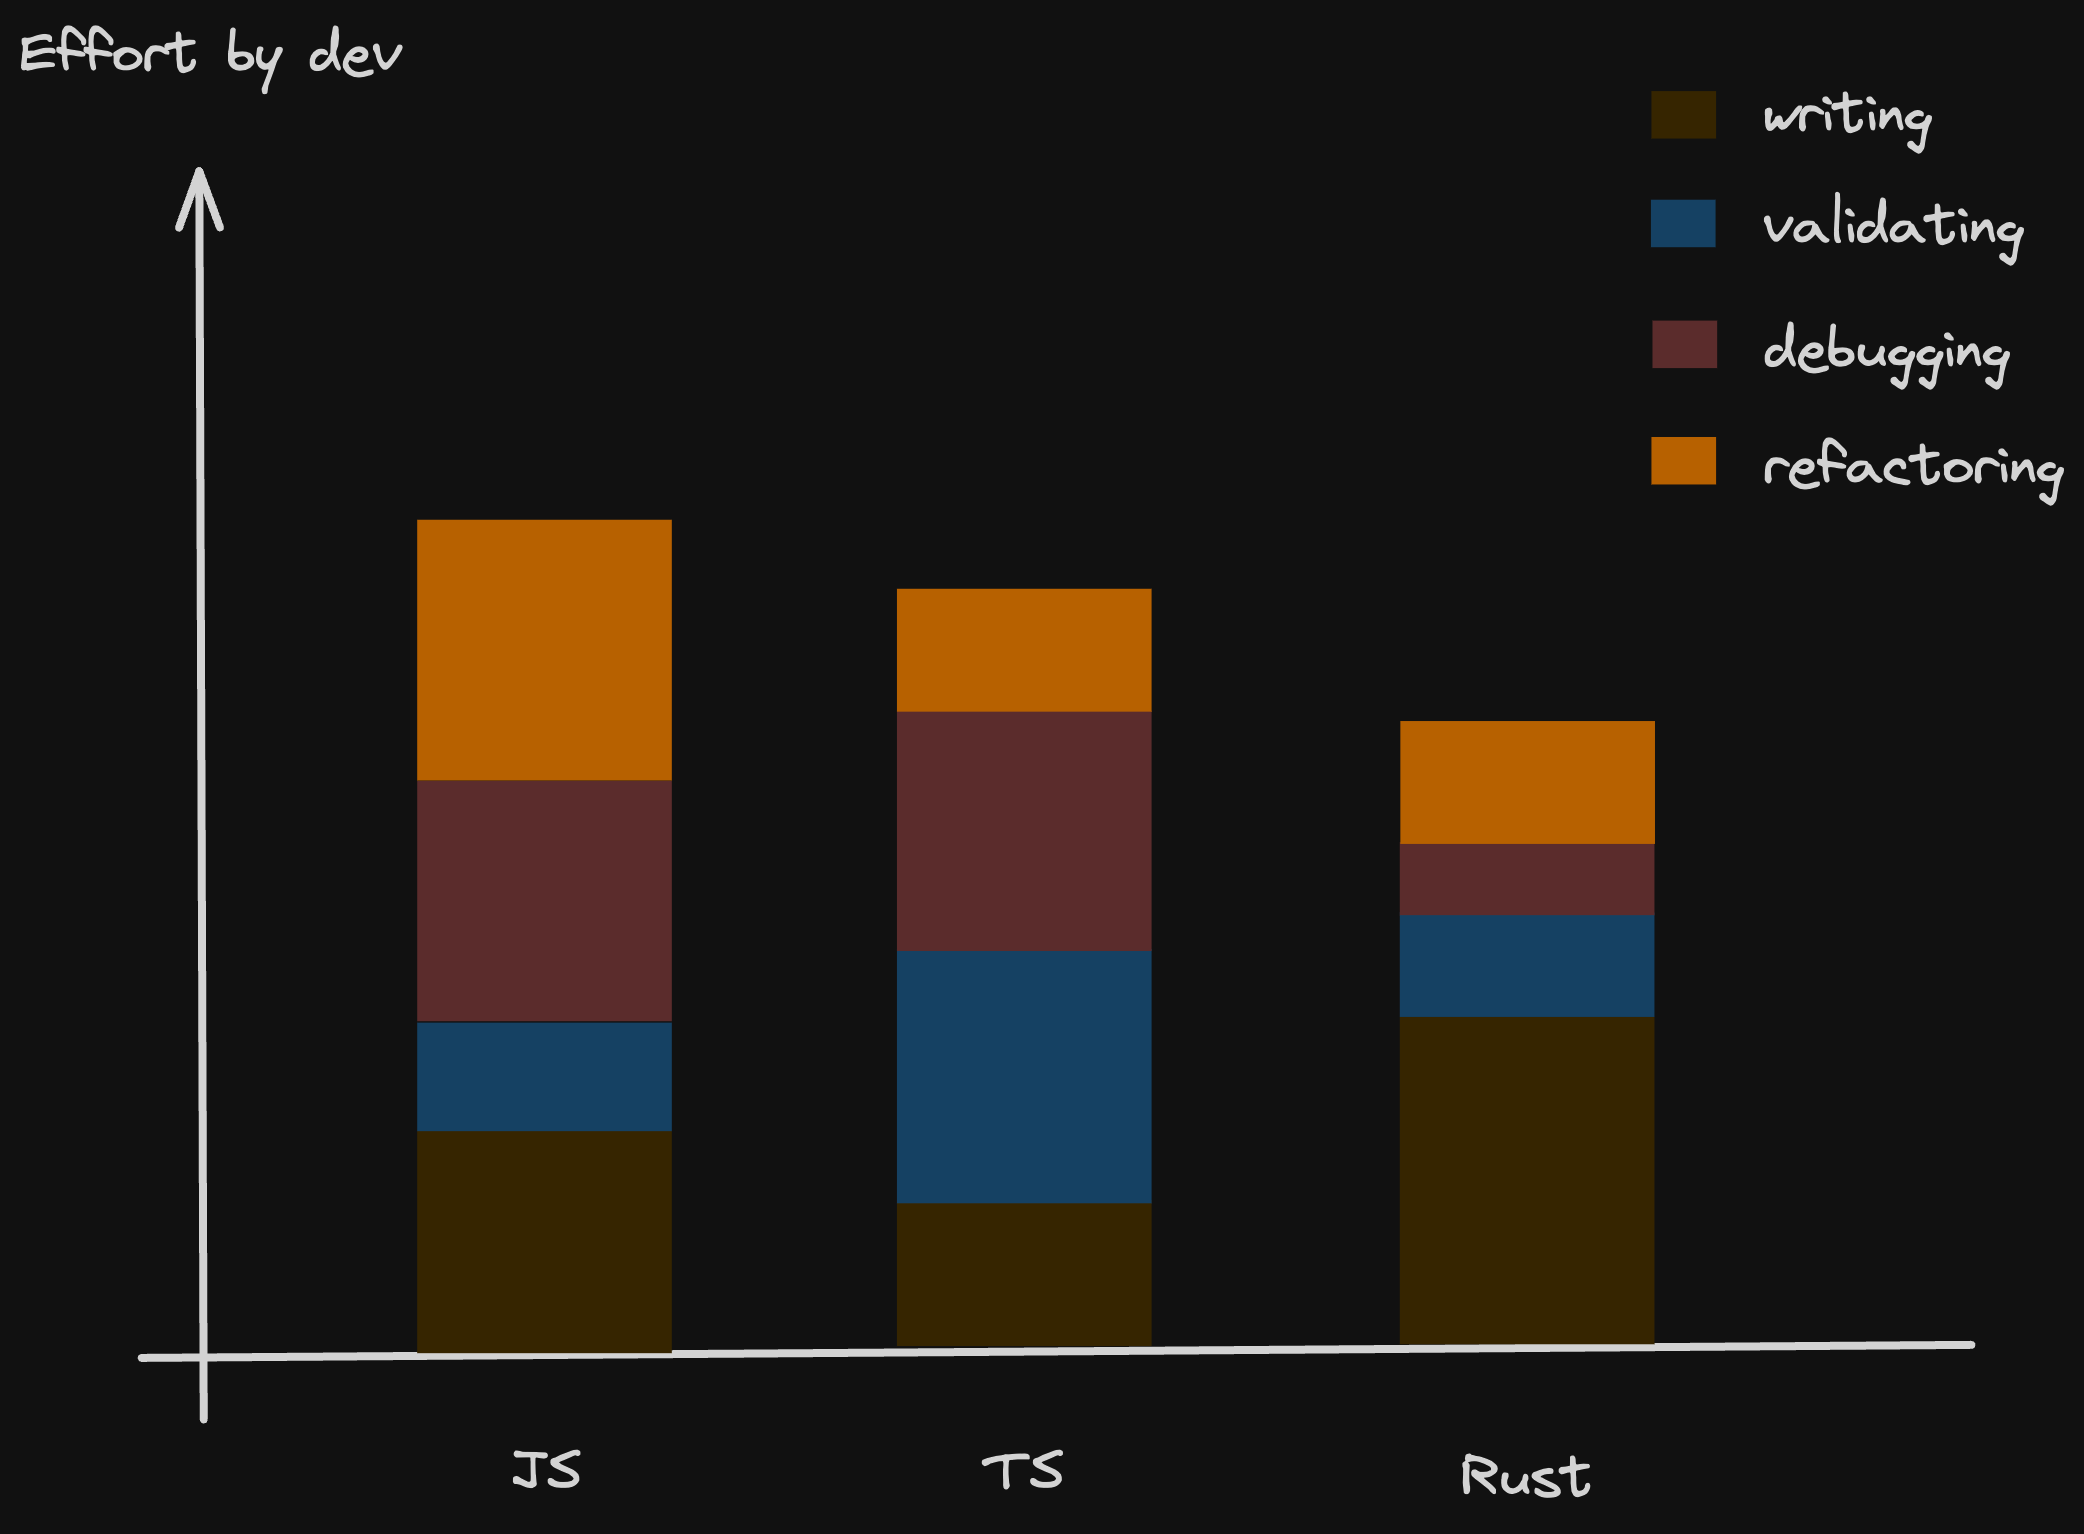 Effort by dev
writing
validating
debugging
refactoring
JS
TS
Rust